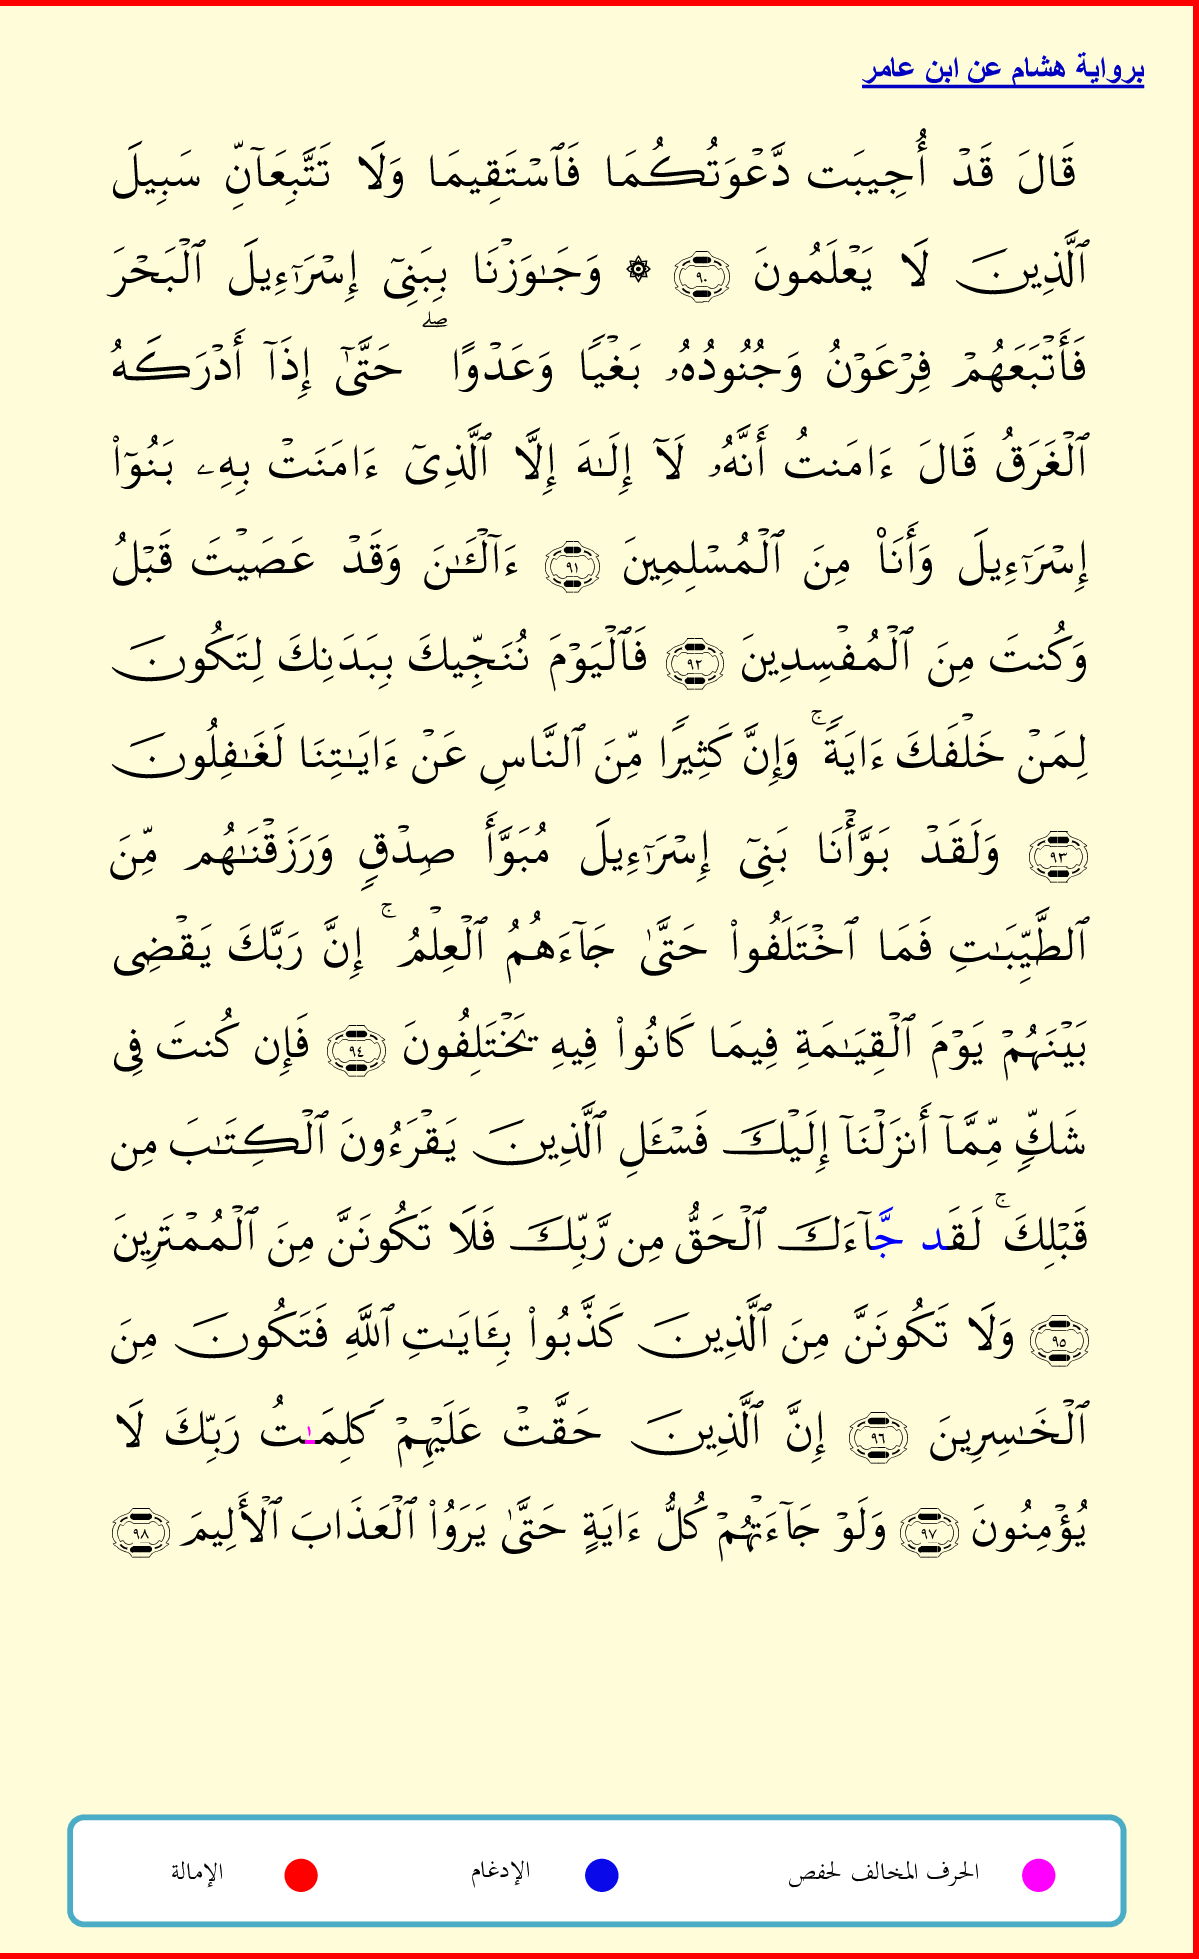 برواية هشام عن ابن عامر
قَالَ قَدْ أُجِيبَت دَّعْوَتُكُمَا فَٱسْتَقِيمَا وَلَا تَتَّبِعَآنِّ سَبِيلَ
ٱلَّذِينَ لَا يَعْلَمُونَ ٩٠ ۞ وَجَـٰوَزْنَا بِبَنِىٓ إِسْرَٰٓءِيلَ ٱلْبَحْرَ
فَأَتْبَعَهُمْ فِرْعَوْنُ وَجُنُودُهُۥ بَغْيًا وَعَدْوًا ۖ حَتَّىٰٓ إِذَآ أَدْرَكَهُ
ٱلْغَرَقُ قَالَ ءَامَنتُ أَنَّهُۥ لَآ إِلَـٰهَ إِلَّا ٱلَّذِىٓ ءَامَنَتْ بِهِۦ بَنُوٓا۟
إِسْرَٰٓءِيلَ وَأَنَا۠ مِنَ ٱلْمُسْلِمِينَ ٩١ ءَآلْـَٔـٰنَ وَقَدْ عَصَيْتَ قَبْلُ
وَكُنتَ مِنَ ٱلْمُفْسِدِينَ ٩٢ فَٱلْيَوْمَ نُنَجِّيكَ بِبَدَنِكَ لِتَكُونَ
لِمَنْ خَلْفَكَ ءَايَةً ۚ وَإِنَّ كَثِيرًا مِّنَ ٱلنَّاسِ عَنْ ءَايَـٰتِنَا لَغَـٰفِلُونَ
٩٣ وَلَقَدْ بَوَّأْنَا بَنِىٓ إِسْرَٰٓءِيلَ مُبَوَّأَ صِدْقٍ وَرَزَقْنَـٰهُم مِّنَ
ٱلطَّيِّبَـٰتِ فَمَا ٱخْتَلَفُوا۟ حَتَّىٰ جَآءَهُمُ ٱلْعِلْمُ ۚ إِنَّ رَبَّكَ يَقْضِى
بَيْنَهُمْ يَوْمَ ٱلْقِيَـٰمَةِ فِيمَا كَانُوا۟ فِيهِ يَخْتَلِفُونَ ٩٤ فَإِن كُنتَ فِى
شَكٍّ مِّمَّآ أَنزَلْنَآ إِلَيْكَ فَسْـَٔلِ ٱلَّذِينَ يَقْرَءُونَ ٱلْكِتَـٰبَ مِن
قَبْلِكَ ۚ لَقَد جَّآءَكَ ٱلْحَقُّ مِن رَّبِّكَ فَلَا تَكُونَنَّ مِنَ ٱلْمُمْتَرِينَ
٩٥ وَلَا تَكُونَنَّ مِنَ ٱلَّذِينَ كَذَّبُوا۟ بِـَٔايَـٰتِ ٱللَّهِ فَتَكُونَ مِنَ
ٱلْخَـٰسِرِينَ ٩٦ إِنَّ ٱلَّذِينَ حَقَّتْ عَلَيْهِمْ كَلِمَـٰتُ رَبِّكَ لَا
يُؤْمِنُونَ ٩٧ وَلَوْ جَآءَتْهُمْ كُلُّ ءَايَةٍ حَتَّىٰ يَرَوُا۟ ٱلْعَذَابَ ٱلْأَلِيمَ ٩٨
الحرف المخالف لحفص الإدغام الإمالة